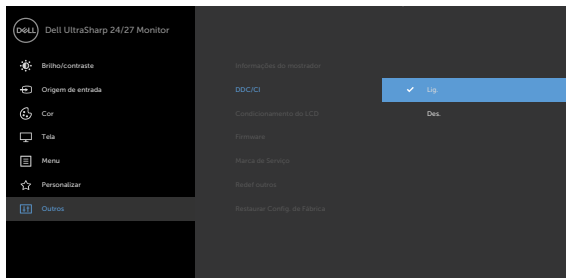 DELL
Dell UltraSharp 24/27 Monitor
Brilho/contraste
Origem de entrada
Cor
Tela
Menu
Personalizar
Outros
Informações do mostrador
DDC/CI
Condicionamento do LCD
Firmware
Marca de Serviço
Redef outros
Restaurar Config. de Fábrica
Lig.
Des.